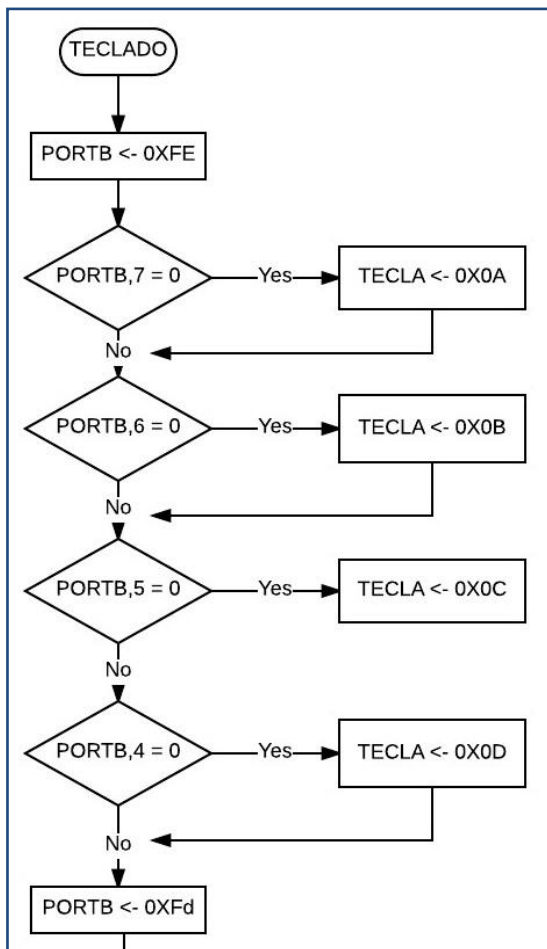 TECLADO
PORTB <- 0XFE
PORTB,7 = 0
Yes
TECLA <- 0X0A
No
PORTB,6 = 0
Yes
TECLA <- 0X0B
No
PORTB,5 = 0
Yes
TECLA <- 0X0C
No
PORTB,4 = 0
Yes
TECLA <- 0X0D
No
PORTB <- 0XFd